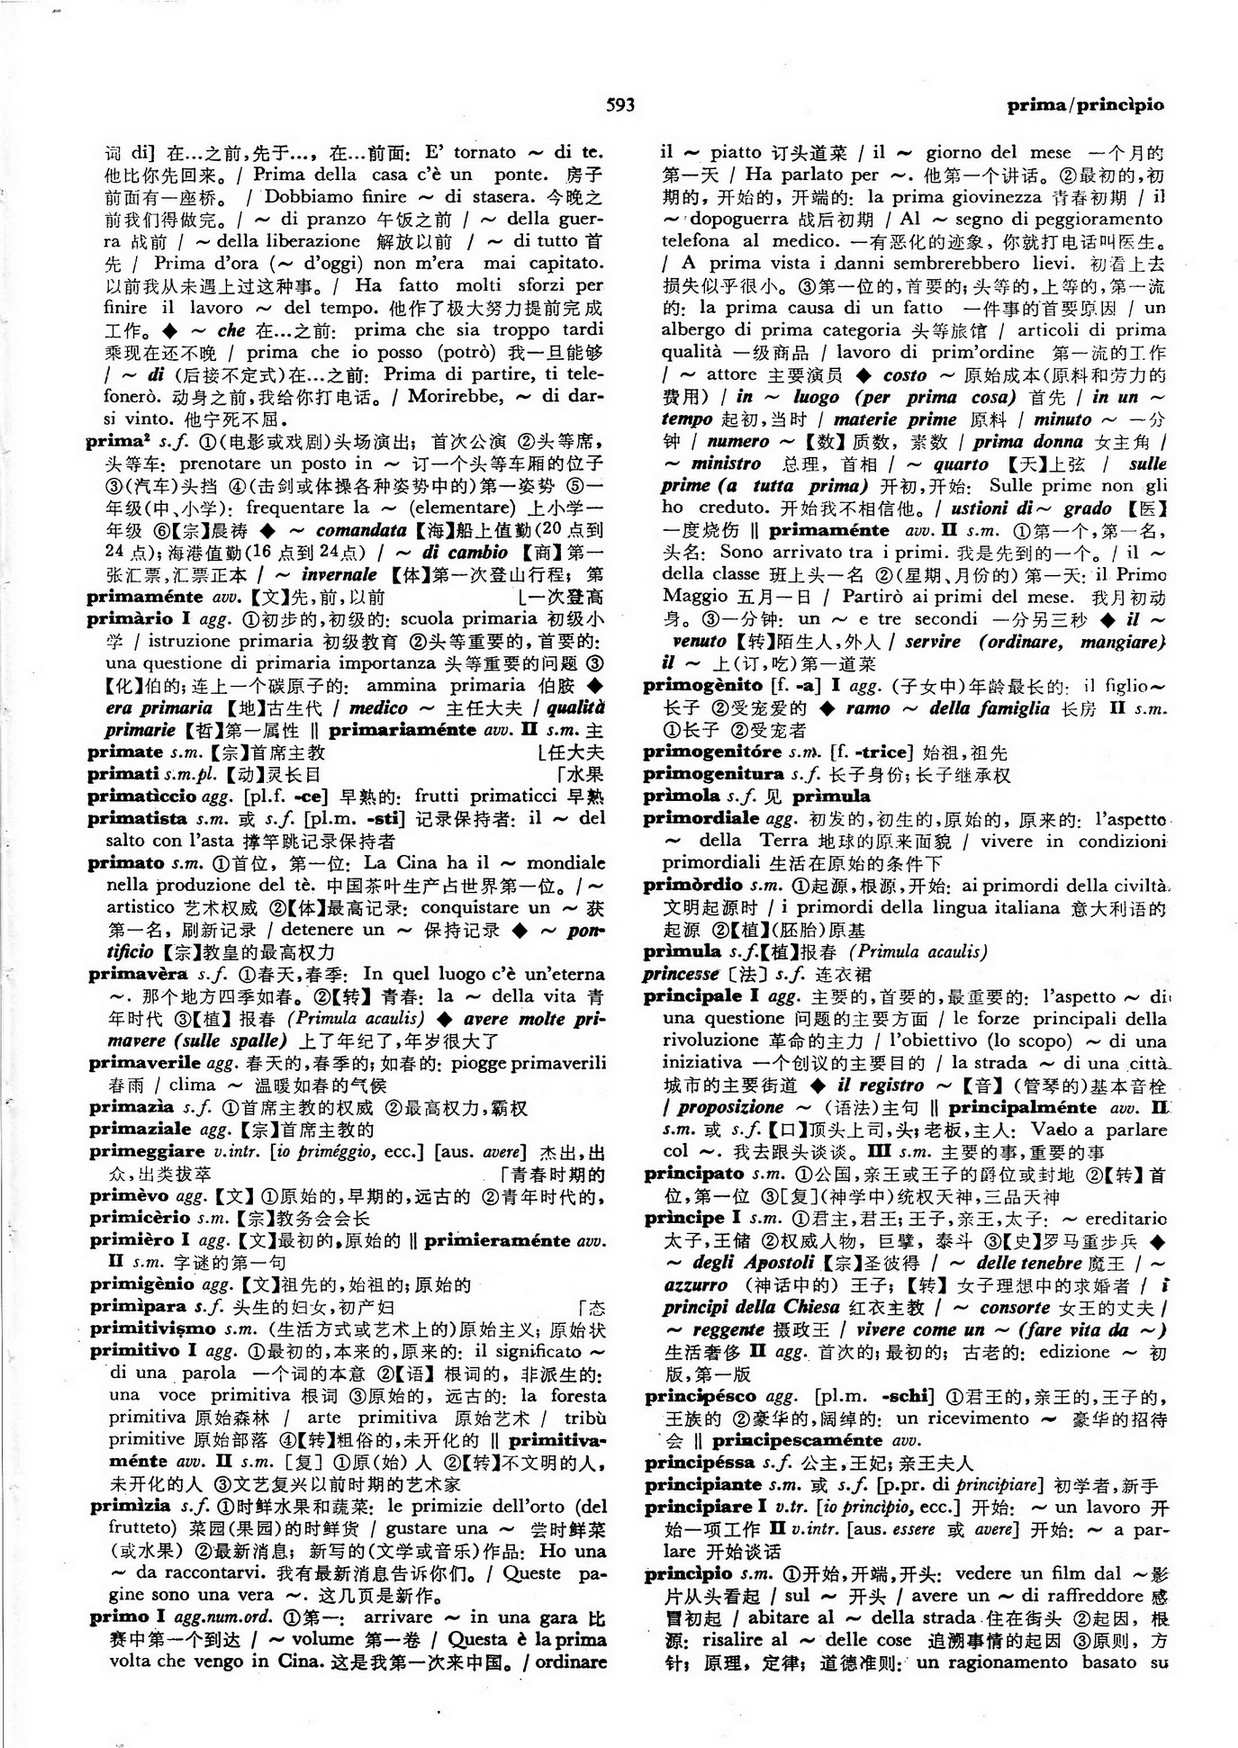 593
prima/princìpio
词 di] 在…之前,先于…, 在…前面: E' tornato ~ di te.
他比你先回来。/ Prima della casa c'è un ponte. 房子
前面有一座桥。 / Dobbiamo finire ~ di stasera. 今晚之
前我们得做完。/ ~ di pranzo 午饭之前 / ~ della guer-
ra 战前 / ~ della liberazione 解放以前 / ~ di tutto 首
先 / Prima d'ora (~ d'oggi) non m'era mai capitato.
以前我从未遇上过这种事。/ Ha fatto molti sforzi per
finire il lavoro ~ del tempo. 他作了极大努力提前完成
工作。◆ ~ che 在…之前: prima che sia troppo tardi
乘现在还不晚 / prima che io posso (potrò) 我一旦能够
/ ~ di (后接不定式)在…之前: Prima di partire, ti tele-
fonerò. 动身之前,我给你打电话。/ Morirebbe, ~ di dar-
si vinto. 他宁死不屈.
prima² s.f. ①(电影或戏剧)头场演出; 首次公演 ②头等席,
头等车: prenotare un posto in ~ 订一个头等车厢的位子
③(汽车)头挡 ④(击剑或体操各种姿势中的)第一姿势 ⑤一
年级(中、小学): frequentare la ~ (elementare) 上小学一
年级 ⑥【宗】晨祷 ◆ ~ comandata【海】船上值勤(20点到
24点);海港值勤(16点到24点) / ~ di cambio 【商】第一
张汇票,汇票正本 / ~ invernale 【体】第一次登山行程; 第
primaménte avv.【文】先,前,以前 ⌊一次登高
primàrio I agg. ①初步的,初级的: scuola primaria 初级小
学 / istruzione primaria 初级教育 ②头等重要的,首要的:
una questione di primaria importanza 头等重要的问题 ③
【化】伯的;连上一个碳原子的: ammina primaria 伯胺 ◆
era primaria 【地】古生代 / medico ~ 主任大夫 / qualità
primarie【哲】第一属性 ‖ primariaménte avv. II s.m. 主
primate s.m.【宗】首席主教 ⌊任大夫
primati s.m.pl.【动】灵长目 「水果
primatìccio agg. [pl.f. -ce] 早熟的: frutti primaticci 早熟
primatista s.m. 或 s.f. [pl.m. -sti] 记录保持者: il ~ del
salto con l'asta 撑竿跳记录保持者
primato s.m. ①首位, 第一位: La Cina ha il ~ mondiale
nella produzione del tè. 中国茶叶生产占世界第一位。/ ~
artistico 艺术权威 ②【体】最高记录: conquistare un ~ 获
第一名, 刷新记录 / detenere un ~ 保持记录 ◆ ~ pon-
tificio【宗】教皇的最高权力
primavèra s.f. ①春天,春季: In quel luogo c'è un'eterna
~. 那个地方四季如春。②【转】青春: la ~ della vita 青
年时代 ③【植】报春 (Primula acaulis) ◆ avere molte pri-
mavere (sulle spalle) 上了年纪了,年岁很大了
primaverile agg. 春天的,春季的;如春的: piogge primaverili
春雨 / clima ~ 温暖如春的气候
primazìa s.f. ①首席主教的权威 ②最高权力,霸权
primaziale agg.【宗】首席主教的
primeggiare v.intr. [io priméggio, ecc.] [aus. avere] 杰出,出
众,出类拔萃 「青春时期的
primèvo agg.【文】①原始的,早期的,远古的 ②青年时代的,
primicèrio s.m.【宗】教务会会长
primièro I agg.【文】最初的,原始的 ‖ primieraménte avv.
II s.m. 字谜的第一句
primigènio agg.【文】祖先的,始祖的;原始的
primìpara s.f. 头生的妇女,初产妇 「态
primitivismo s.m. (生活方式或艺术上的)原始主义; 原始状
primitivo I agg. ①最初的,本来的,原来的: il significato ~
di una parola 一个词的本意 ②【语】根词的, 非派生的:
una voce primitiva 根词 ③原始的, 远古的: la foresta
primitiva 原始森林 / arte primitiva 原始艺术 / tribù
primitive 原始部落 ④【转】粗俗的,未开化的 ‖ primitiva-
ménte avv. II s.m.［复］①原(始)人 ②【转】不文明的人,
未开化的人 ③文艺复兴以前时期的艺术家
primìzia s.f. ①时鲜水果和蔬菜: le primizie dell'orto (del
frutteto) 菜园(果园)的时鲜货 / gustare una ~ 尝时鲜菜
(或水果) ②最新消息; 新写的(文学或音乐)作品: Ho una
~ da raccontarvi. 我有最新消息告诉你们。/ Queste pa-
gine sono una vera ~. 这几页是新作。
primo I agg.num.ord. ①第一: arrivare ~ in una gara 比
赛中第一个到达 / ~ volume 第一卷 / Questa è la prima
volta che vengo in Cina. 这是我第一次来中国。/ ordinare
il ~ piatto 订头道菜 / il ~ giorno del mese 一个月的
第一天 / Ha parlato per ~. 他第一个讲话。②最初的,初
期的, 开始的, 开端的: la prima giovinezza 青春初期 / il
~ dopoguerra 战后初期 / Al ~ segno di peggioramento
telefona al medico. 一有恶化的迹象, 你就打电话叫医生。
/ A prima vista i danni sembrerebbero lievi. 初看上去
损失似乎很小。③第一位的,首要的;头等的,上等的,第一流
的: la prima causa di un fatto 一件事的首要原因 / un
albergo di prima categoria 头等旅馆 / articoli di prima
qualità 一级商品 / lavoro di prim'ordine 第一流的工作
/ ~ attore 主要演员 ◆ costo ~ 原始成本(原料和劳力的
费用) / in ~ luogo (per prima cosa) 首先 / in un ~
tempo 起初,当时 / materie prime 原料 / minuto ~ 一分
钟 / numero ~【数】质数, 素数 / prima donna 女主角 /
~ ministro 总理, 首相 / ~ quarto 【天】上弦 / sulle
prime (a tutta prima) 开初,开始: Sulle prime non gli
ho creduto. 开始我不相信他。/ ustioni di ~ grado 【医】
一度烧伤 ‖ primaménte avv. II s.m. ①第一个,第一名,
头名: Sono arrivato tra i primi. 我是先到的一个。/ il ~
della classe 班上头一名 ②(星期、月份的)第一天: il Primo
Maggio 五月一日 / Partirò ai primi del mese. 我月初动
身。③一分钟: un ~ e tre secondi 一分另三秒 ◆ il ~
venuto【转】陌生人,外人 / servire (ordinare, mangiare)
il ~ 上(订,吃)第一道菜
primogènito [f. -a] I agg. (子女中)年龄最长的: il figlio ~
长子 ②受宠爱的 ◆ ramo ~ della famiglia 长房 II s.m.
①长子 ②受宠者
primogenitóre s.m. [f. -trice] 始祖,祖先
primogenitura s.f. 长子身份;长子继承权
prìmola s.f. 见 prìmula
primordiale agg. 初发的,初生的,原始的, 原来的: l'aspetto
~ della Terra 地球的原来面貌 / vivere in condizioni
primordiali 生活在原始的条件下
primòrdio s.m. ①起源,根源,开始: ai primordi della civiltà
文明起源时 / i primordi della lingua italiana 意大利语的
起源 ②【植】(胚胎)原基
prìmula s.f.【植】报春 (Primula acaulis)
princesse［法］s.f. 连衣裙
principale I agg. 主要的,首要的,最重要的: l'aspetto ~ di
una questione 问题的主要方面 / le forze principali della
rivoluzione 革命的主力 / l'obiettivo (lo scopo) ~ di una
iniziativa 一个创议的主要目的 / la strada ~ di una città
城市的主要街道 ◆ il registro ~ 【音】(管琴的)基本音栓
/ proposizione ~ (语法)主句 ‖ principalménte avv. II
s.m. 或 s.f.【口】顶头上司,头;老板,主人: Vado a parlare
col ~. 我去跟头谈谈。III s.m. 主要的事,重要的事
principato s.m. ①公国,亲王或王子的爵位或封地 ②【转】首
位,第一位 ③[复](神学中)统权天神,三品天神
prìncipe I s.m. ①君主,君王;王子,亲王,太子: ~ ereditario
太子,王储 ②权威人物, 巨擘, 泰斗 ③【史】罗马重步兵 ◆
~ degli Apostoli【宗】圣彼得 / ~ delle tenebre 魔王 / ~
azzurro (神话中的) 王子;【转】女子理想中的求婚者 / i
principi della Chiesa 红衣主教 / ~ consorte 女王的丈夫 /
~ reggente 摄政王 / vivere come un ~ (fare vita da ~)
生活奢侈 II agg. 首次的;最初的; 古老的: edizione ~ 初
版,第一版
principésco agg. [pl.m. -schi] ①君王的,亲王的,王子的,
王族的 ②豪华的,阔绰的: un ricevimento ~ 豪华的招待
会 ‖ principescaménte avv.
principéssa s.f. 公主,王妃;亲王夫人
principiante s.m. 或 s.f. [p.pr. di principiare] 初学者,新手
principiare I v.tr. [io princìpio, ecc.] 开始: ~ un lavoro 开
始一项工作 II v.intr. [aus. essere 或 avere] 开始: ~ a par-
lare 开始谈话
princìpio s.m. ①开始,开端,开头: vedere un film dal ~影
片从头看起 / sul ~ 开头 / avere un ~ di raffreddore 感
冒初起 / abitare al ~ della strada 住在街头 ②起因, 根
源: risalire al ~ delle cose 追溯事情的起因 ③原则, 方
针; 原理, 定律; 道德准则: un ragionamento basato su